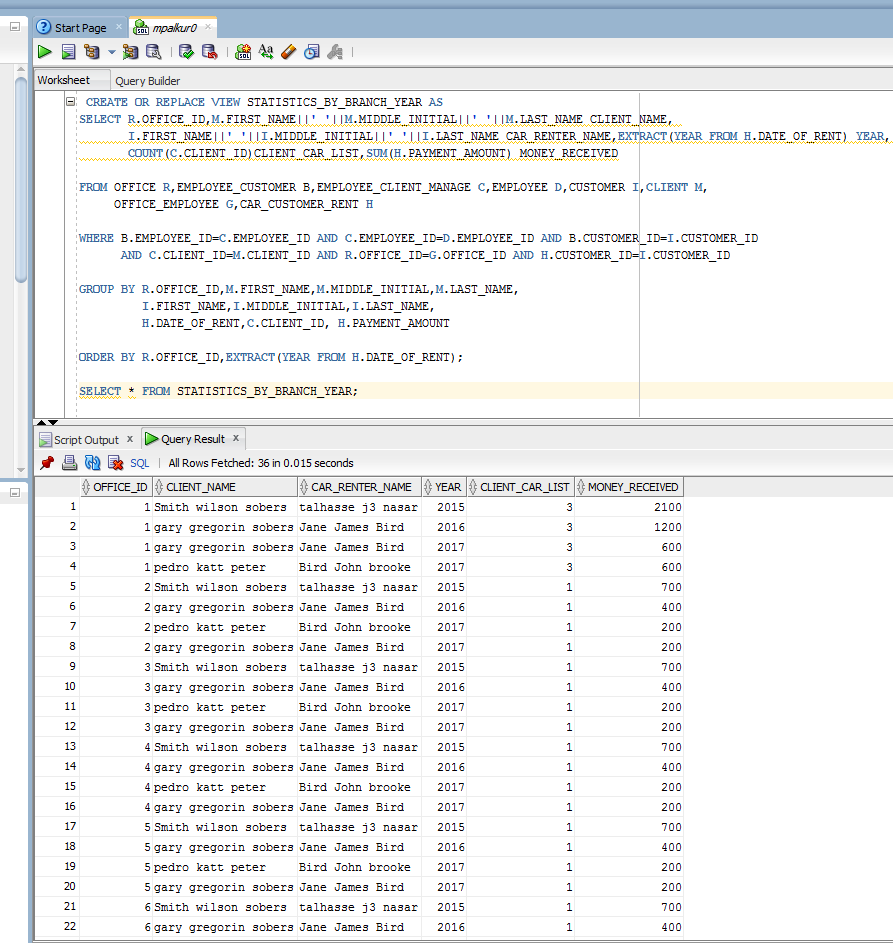 Start Page × mpalkur0 ×
Worksheet Query Builder
CREATE OR REPLACE VIEW STATISTICS_BY_BRANCH_YEAR AS
SELECT R.OFFICE_ID,M.FIRST_NAME||' '||M.MIDDLE_INITIAL||' '||M.LAST_NAME CLIENT_NAME,
I.FIRST_NAME||' '||I.MIDDLE_INITIAL||' '||I.LAST_NAME CAR_RENTER_NAME,EXTRACT(YEAR FROM H.DATE_OF_RENT) YEAR,
COUNT(C.CLIENT_ID)CLIENT_CAR_LIST,SUM(H.PAYMENT_AMOUNT) MONEY_RECEIVED
FROM OFFICE R,EMPLOYEE_CUSTOMER B,EMPLOYEE_CLIENT_MANAGE C,EMPLOYEE D,CUSTOMER I,CLIENT M,
OFFICE_EMPLOYEE G,CAR_CUSTOMER_RENT H
WHERE B.EMPLOYEE_ID=C.EMPLOYEE_ID AND C.EMPLOYEE_ID=D.EMPLOYEE_ID AND B.CUSTOMER_ID=I.CUSTOMER_ID
AND C.CLIENT_ID=M.CLIENT_ID AND R.OFFICE_ID=G.OFFICE_ID AND H.CUSTOMER_ID=I.CUSTOMER_ID
GROUP BY R.OFFICE_ID,M.FIRST_NAME,M.MIDDLE_INITIAL,M.LAST_NAME,
I.FIRST_NAME,I.MIDDLE_INITIAL,I.LAST_NAME,
H.DATE_OF_RENT,C.CLIENT_ID, H.PAYMENT_AMOUNT
ORDER BY R.OFFICE_ID,EXTRACT(YEAR FROM H.DATE_OF_RENT);
SELECT * FROM STATISTICS_BY_BRANCH_YEAR;
Script Output × Query Result ×
SQL | All Rows Fetched: 36 in 0.015 seconds
OFFICE_ID CLIENT_NAME CAR_RENTER_NAME YEAR CLIENT_CAR_LIST MONEY_RECEIVED
1 1 Smith wilson sobers talhasse j3 nasar 2015 3 2100
2 1 gary gregorin sobers Jane James Bird 2016 3 1200
3 1 gary gregorin sobers Jane James Bird 2017 3 600
4 1 pedro katt peter Bird John brooke 2017 3 600
5 2 Smith wilson sobers talhasse j3 nasar 2015 1 700
6 2 gary gregorin sobers Jane James Bird 2016 1 400
7 2 pedro katt peter Bird John brooke 2017 1 200
8 2 gary gregorin sobers Jane James Bird 2017 1 200
9 3 Smith wilson sobers talhasse j3 nasar 2015 1 700
10 3 gary gregorin sobers Jane James Bird 2016 1 400
11 3 pedro katt peter Bird John brooke 2017 1 200
12 3 gary gregorin sobers Jane James Bird 2017 1 200
13 4 Smith wilson sobers talhasse j3 nasar 2015 1 700
14 4 gary gregorin sobers Jane James Bird 2016 1 400
15 4 pedro katt peter Bird John brooke 2017 1 200
16 4 gary gregorin sobers Jane James Bird 2017 1 200
17 5 Smith wilson sobers talhasse j3 nasar 2015 1 700
18 5 gary gregorin sobers Jane James Bird 2016 1 400
19 5 pedro katt peter Bird John brooke 2017 1 200
20 5 gary gregorin sobers Jane James Bird 2017 1 200
21 6 Smith wilson sobers talhasse j3 nasar 2015 1 700
22 6 gary gregorin sobers Jane James Bird 2016 1 400